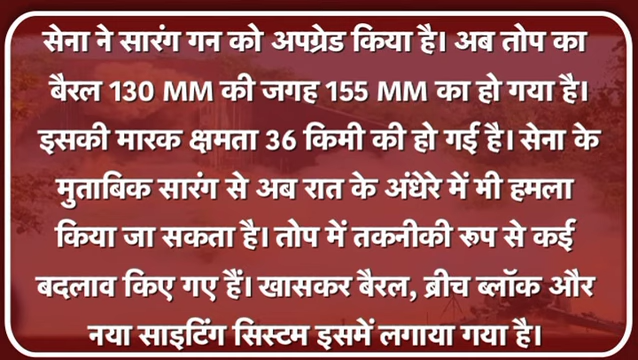 सेना ने सारंग गन को अपग्रेड किया है। अब तोप का
बैरल 130 MM की जगह 155 MM का हो गया है।
इसकी मारक क्षमता 36 किमी की हो गई है। सेना के
मुताबिक सारंग से अब रात के अंधेरे में भी हमला
किया जा सकता है। तोप में तकनीकी रूप से कई
बदलाव किए गए हैं। खासकर बैरल, ब्रीच ब्लॉक और
नया साइटिंग सिस्टम इसमें लगाया गया है।